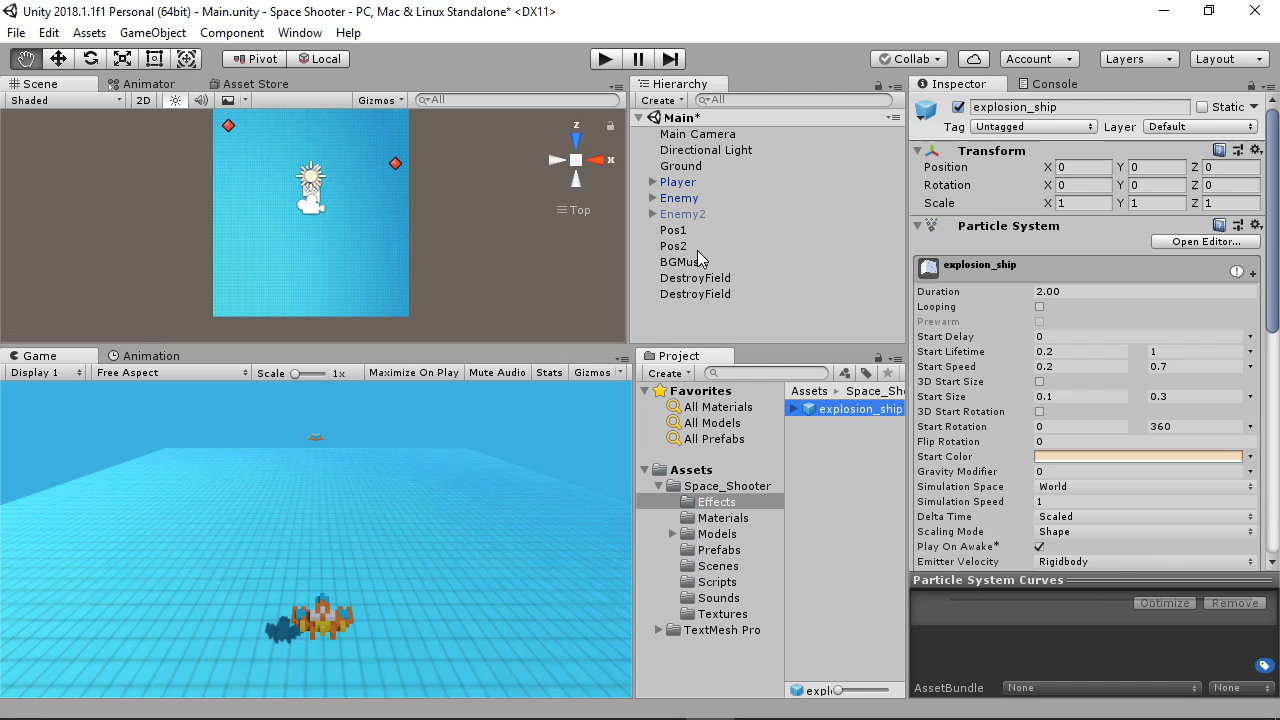 Unity 2018.1.1f1 Personal (64bit) - Main.unity - Space Shooter - PC, Mac & Linux Standalone* <DX11>
File Edit Assets GameObject Component Window Help
Pivot Local Collab Account Layers Layout
Scene Animator Asset Store
Shaded 2D Gizmos All
z
x
Top
Hierarchy
Create All
Main*
Main Camera
Directional Light
Ground
Player
Enemy
Enemy2
Pos1
Pos2
BGMus
DestroyField
DestroyField
Game Animation
Display 1 Free Aspect Scale 1x Maximize On Play Mute Audio Stats Gizmos
Project
Create
Favorites
All Materials
All Models
All Prefabs
Assets
Space_Shooter
Effects
Materials
Models
Prefabs
Scenes
Scripts
Sounds
Textures
TextMesh Pro
Assets Space_Sho
explosion_ship
explo
Inspector Console
explosion_ship Static
Tag Untagged Layer Default
Transform
Position X 0 Y 0 Z 0
Rotation X 0 Y 0 Z 0
Scale X 1 Y 1 Z 1
Particle System
Open Editor...
explosion_ship
Duration 2.00
Looping
Prewarm
Start Delay 0
Start Lifetime 0.2 1
Start Speed 0.2 0.7
3D Start Size
Start Size 0.1 0.3
3D Start Rotation
Start Rotation 0 360
Flip Rotation 0
Start Color
Gravity Modifier 0
Simulation Space World
Simulation Speed 1
Delta Time Scaled
Scaling Mode Shape
Play On Awake*
Emitter Velocity Rigidbody
Particle System Curves
Optimize Remove
AssetBundle None None